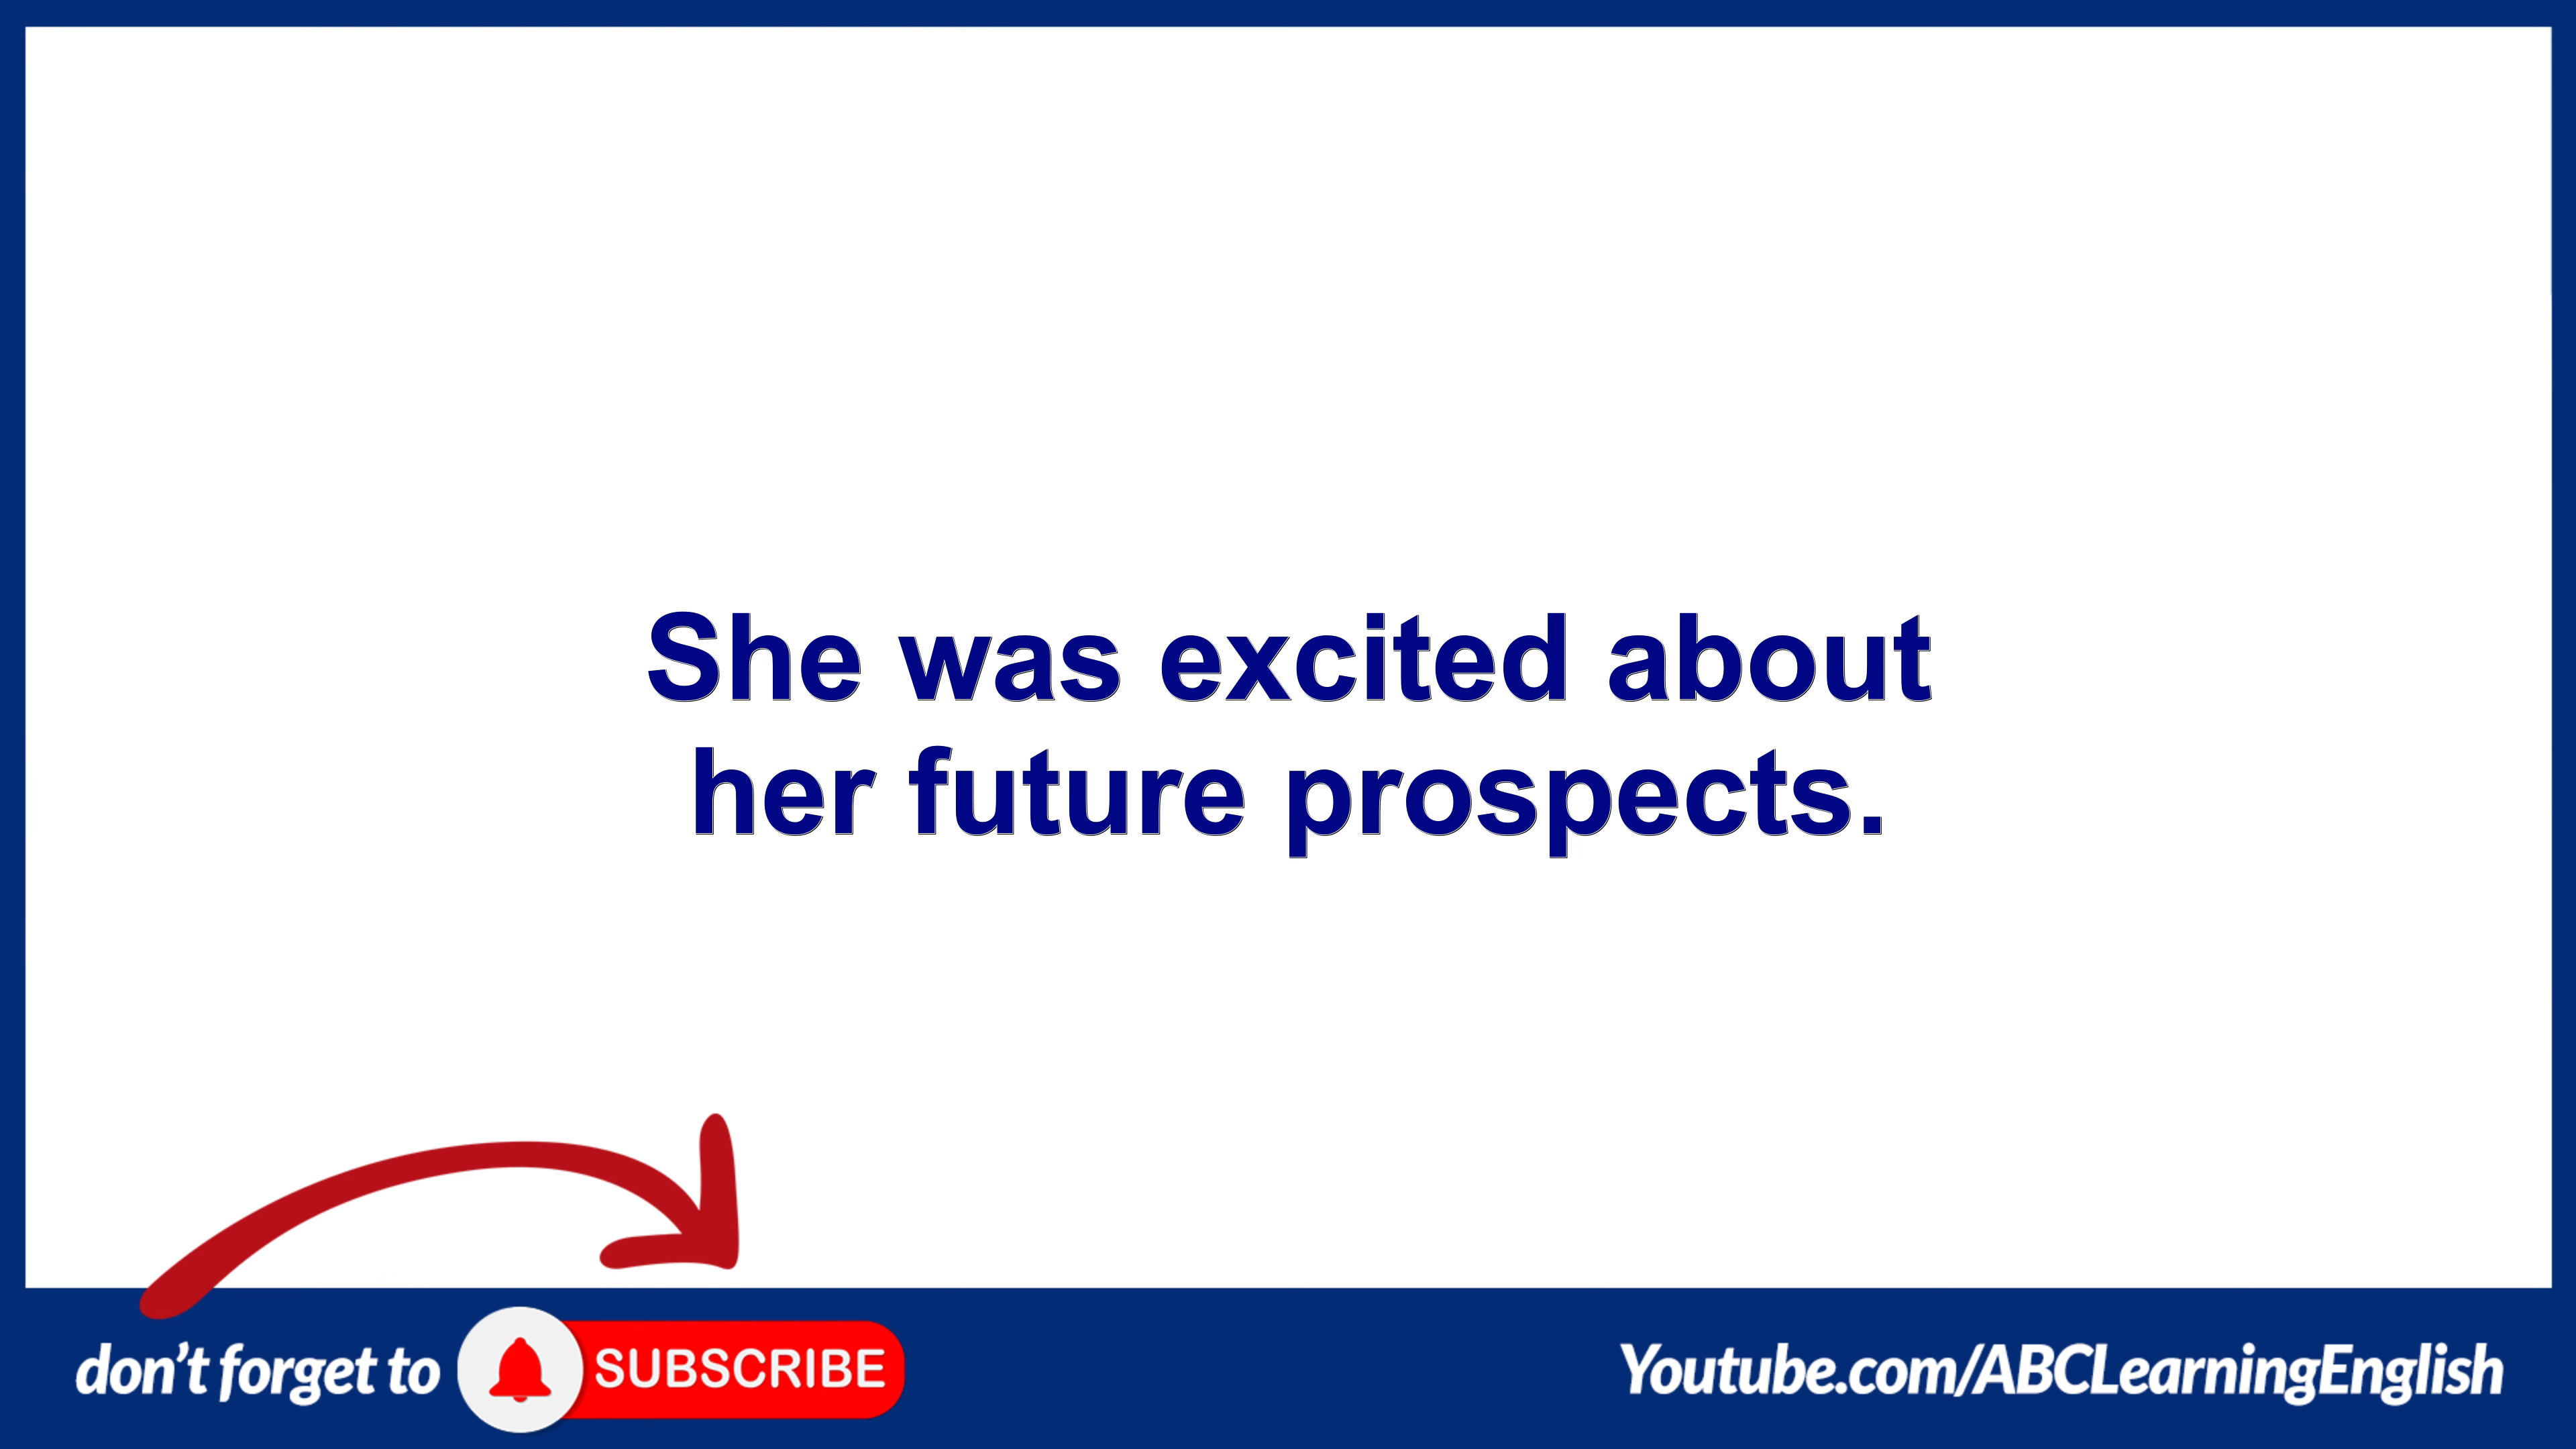 She was excited about
her future prospects.
don't forget to SUBSCRIBE
Youtube.com/ABCLearningEnglish